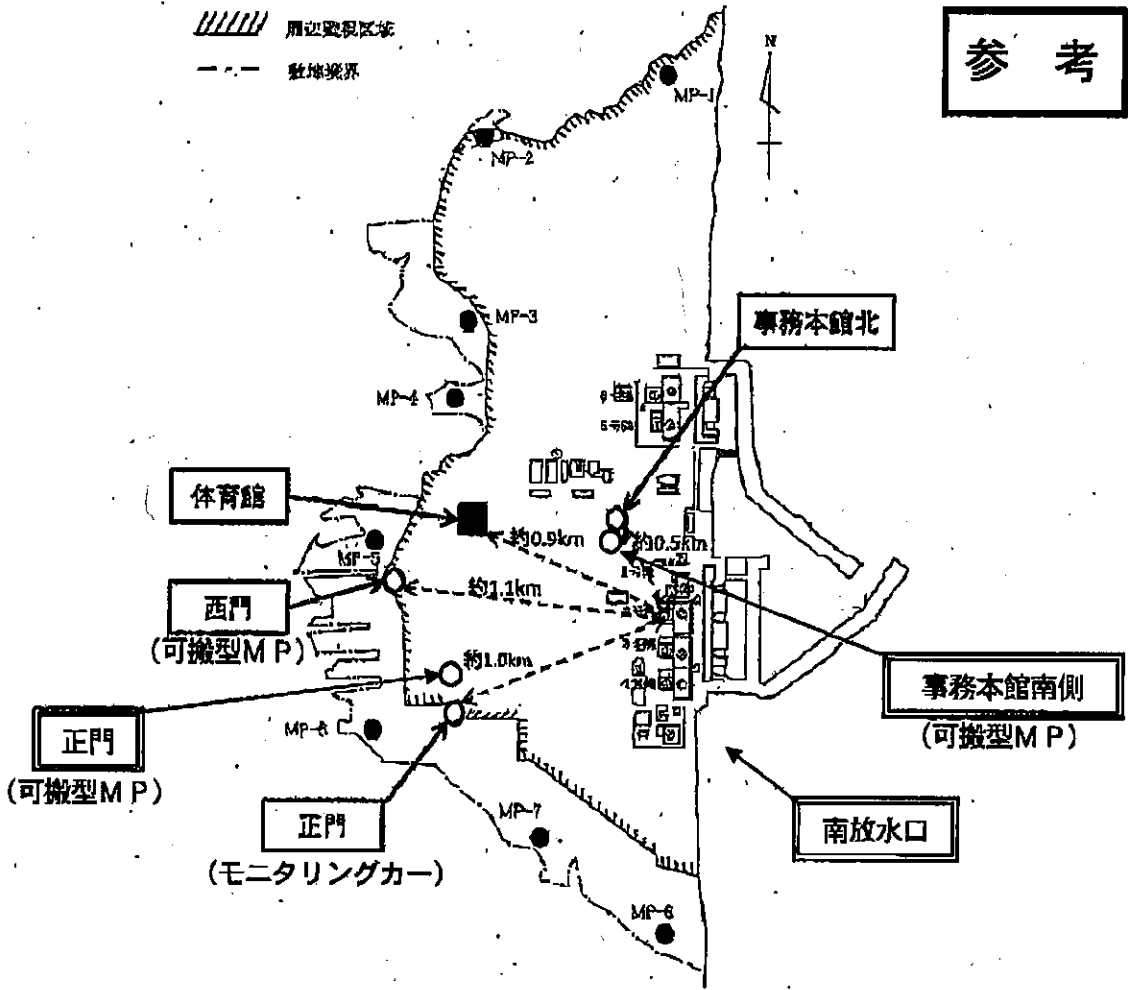 周辺監視区域
敷地境界
参考
N
MP-1
MP-2
MP-3
事務本館北
MP-4
体育館
約0.9km
約0.5km
MP-5
約1.1km
西門
(可搬型MP)
約1.0km
事務本館南側
(可搬型MP)
正門
(可搬型MP)
MP-6
正門
(モニタリングカー)
MP-7
南放水口
MP-8